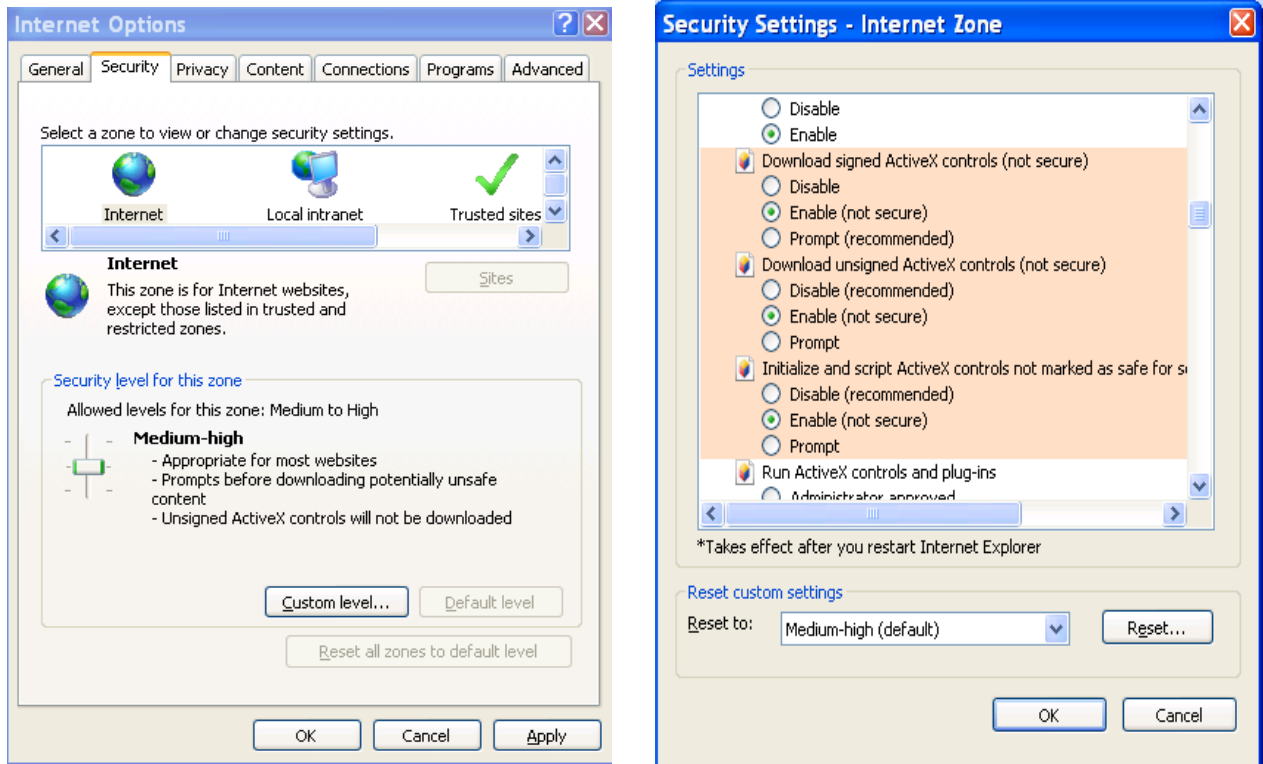 Internet Options
General Security Privacy Content Connections Programs Advanced
Select a zone to view or change security settings.
Internet Local intranet Trusted sites
Internet
Sites
This zone is for Internet websites,
except those listed in trusted and
restricted zones.
Security level for this zone
Allowed levels for this zone: Medium to High
Medium-high
- Appropriate for most websites
- Prompts before downloading potentially unsafe
content
- Unsigned ActiveX controls will not be downloaded
Custom level... Default level
Reset all zones to default level
OK Cancel Apply
Security Settings - Internet Zone
Settings
Disable
Enable
Download signed ActiveX controls (not secure)
Disable
Enable (not secure)
Prompt (recommended)
Download unsigned ActiveX controls (not secure)
Disable (recommended)
Enable (not secure)
Prompt
Initialize and script ActiveX controls not marked as safe for
Disable (recommended)
Enable (not secure)
Prompt
Run ActiveX controls and plug-ins
Administrator approved
*Takes effect after you restart Internet Explorer
Reset custom settings
Reset to: Medium-high (default) Reset...
OK Cancel